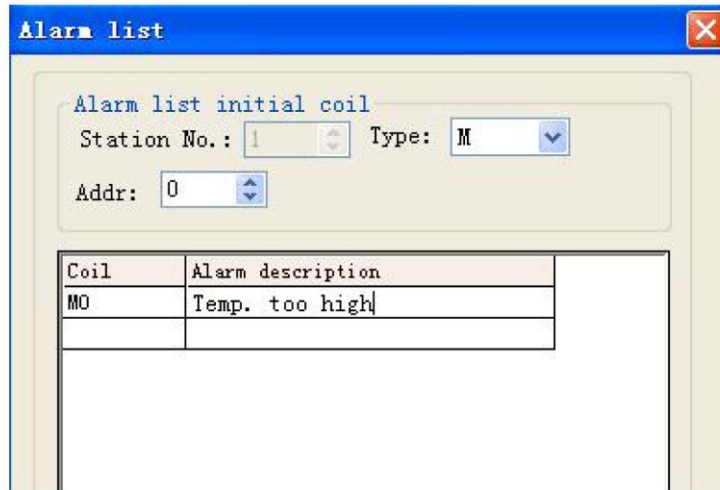 Alarm list
Alarm list initial coil
Station No.: 1 Type: M
Addr: 0
Coil Alarm description
M0 Temp. too high